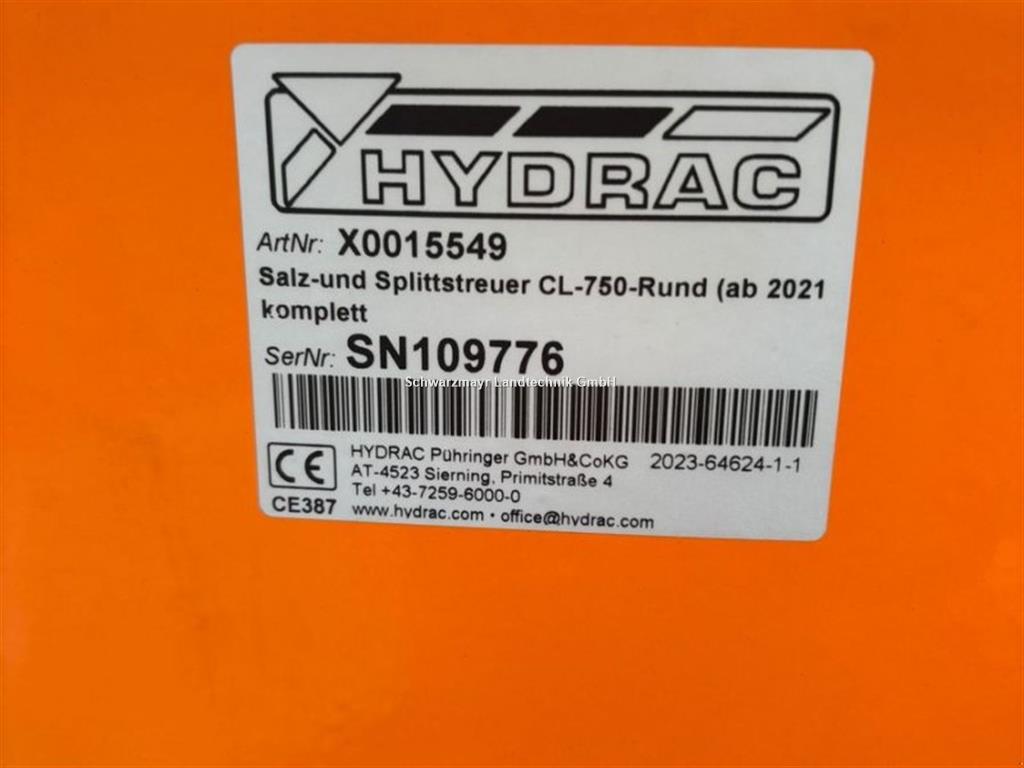 HYDRAC
ArtNr: X0015549
Salz-und Splittstreuer CL-750-Rund (ab 2021
komplett
SerNr: SN109776
Schwarzmayr Landtechnik GmbH
CE
CE387
HYDRAC Pühringer GmbH&CoKG 2023-64624-1-1
AT-4523 Sierning, Primitstraße 4
Tel +43-7259-6000-0
www.hydrac.com • office@hydrac.com